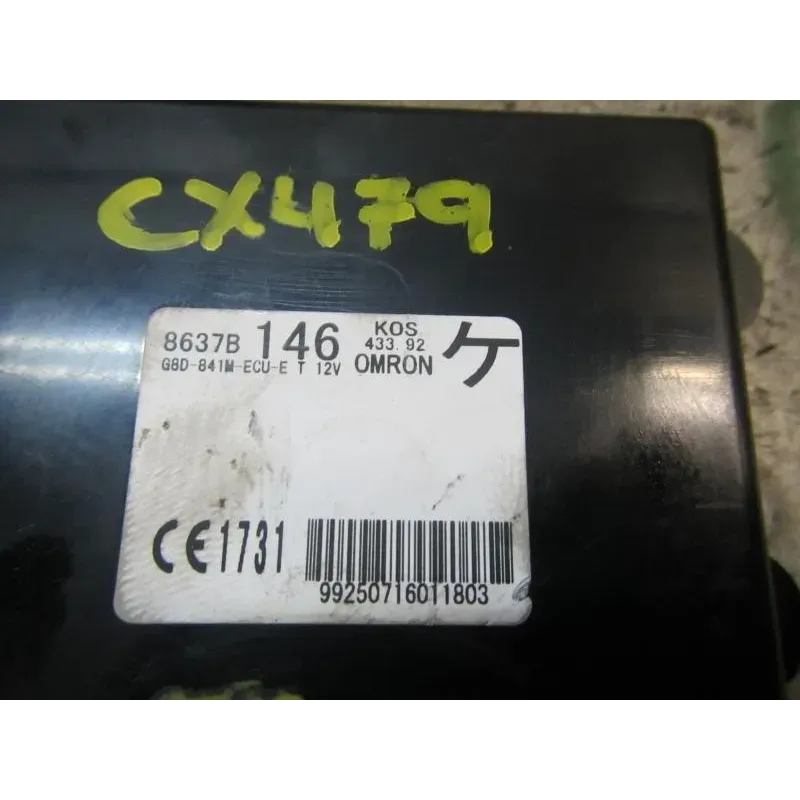 CX479
8637B 146 KOS 433.92 ケ
G8D-841M-ECU-E T 12V OMRON
CE1731
99250716011803